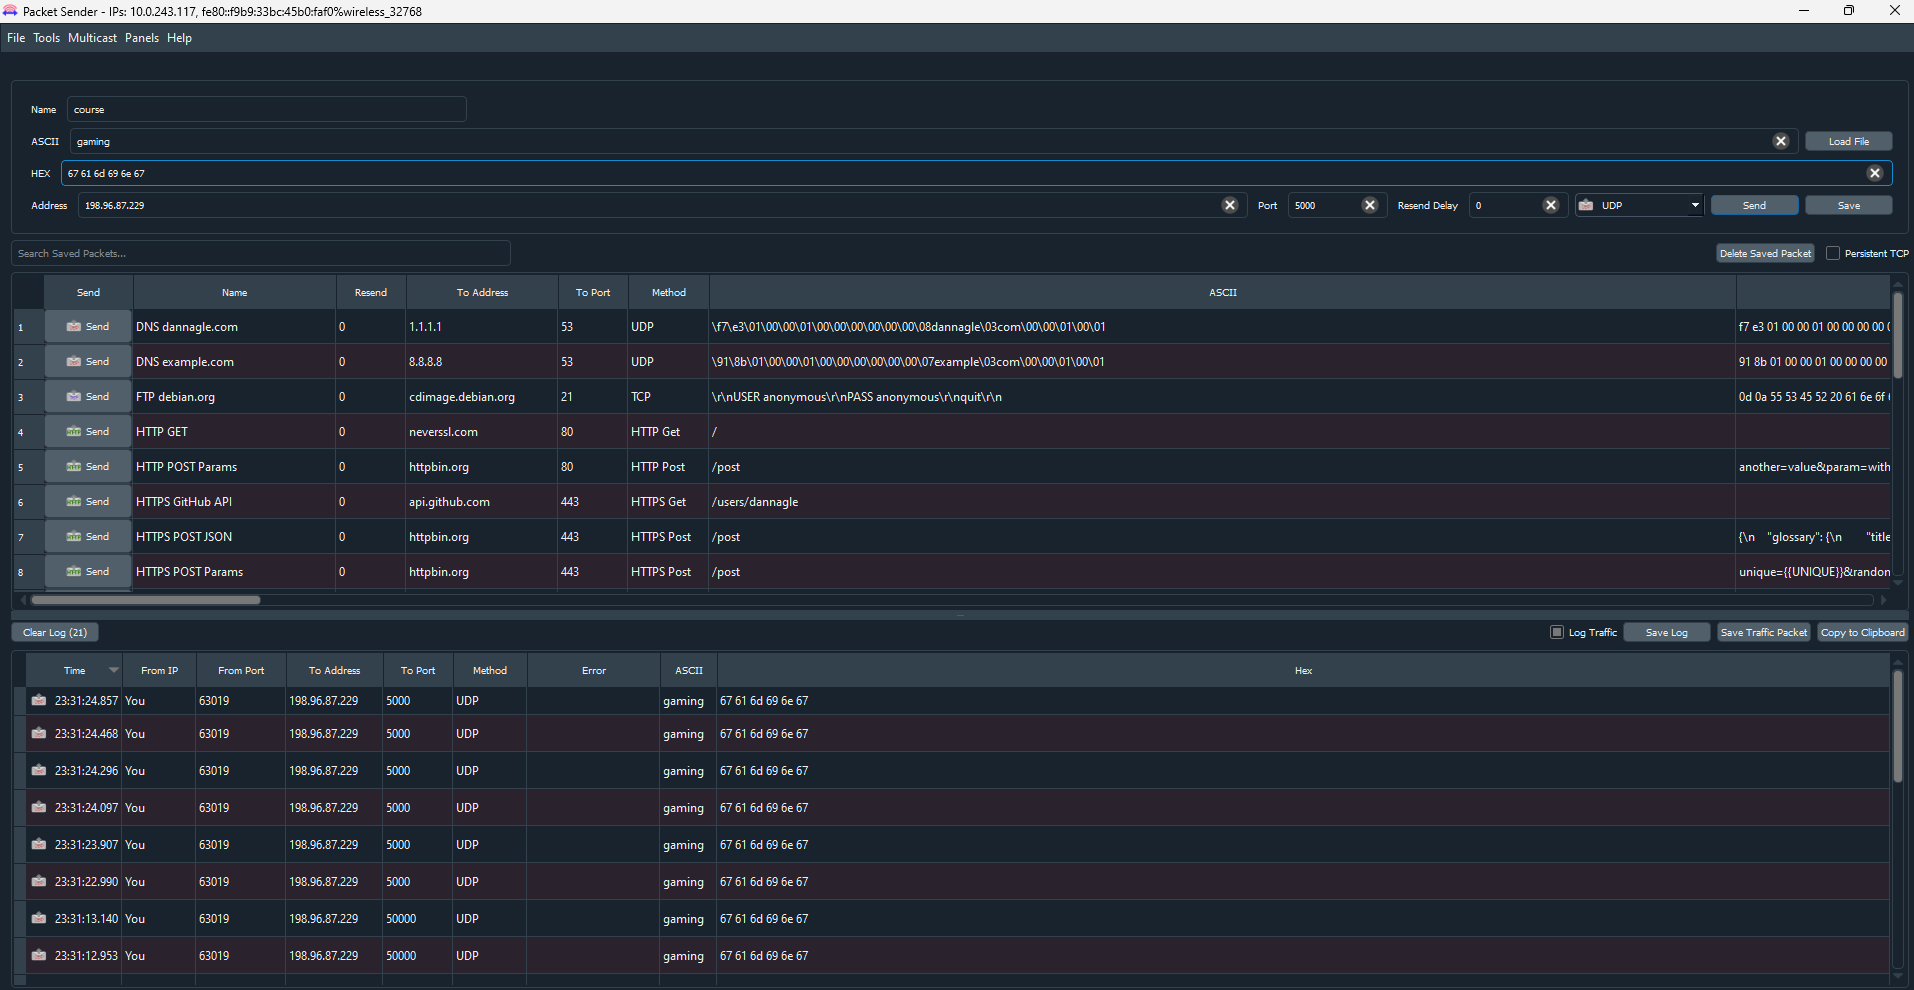 Packet Sender - IPs: 10.0.243.117, fe80::f9b9:33bc:45b0:faf0%wireless_32768
File Tools Multicast Panels Help
Name course
ASCII gaming Load File
HEX 67 61 6d 69 6e 67
Address 198.96.87.229 Port 5000 Resend Delay 0 UDP Send Save
Search Saved Packets... Delete Saved Packet Persistent TCP
Send Name Resend To Address To Port Method ASCII
1 Send DNS dannagle.com 0 1.1.1.1 53 UDP \f7\e3\01\00\00\01\00\00\00\00\00\00\08dannagle\03com\00\00\01\00\01 f7 e3 01 00 00 01 00 00 00 00
2 Send DNS example.com 0 8.8.8.8 53 UDP \91\8b\01\00\00\01\00\00\00\00\00\00\07example\03com\00\00\01\00\01 91 8b 01 00 00 01 00 00 00 00
3 Send FTP debian.org 0 cdimage.debian.org 21 TCP \r\nUSER anonymous\r\nPASS anonymous\r\nquit\r\n 0d 0a 55 53 45 52 20 61 6e 6f
4 Send HTTP GET 0 neverssl.com 80 HTTP Get /
5 Send HTTP POST Params 0 httpbin.org 80 HTTP Post /post another=value&param=with
6 Send HTTPS GitHub API 0 api.github.com 443 HTTPS Get /users/dannagle
7 Send HTTPS POST JSON 0 httpbin.org 443 HTTPS Post /post {\n "glossary": {\n "title
8 Send HTTPS POST Params 0 httpbin.org 443 HTTPS Post /post unique={{UNIQUE}}&randon
Clear Log (21) Log Traffic Save Log Save Traffic Packet Copy to Clipboard
Time From IP From Port To Address To Port Method Error ASCII Hex
23:31:24.857 You 63019 198.96.87.229 5000 UDP gaming 67 61 6d 69 6e 67
23:31:24.468 You 63019 198.96.87.229 5000 UDP gaming 67 61 6d 69 6e 67
23:31:24.296 You 63019 198.96.87.229 5000 UDP gaming 67 61 6d 69 6e 67
23:31:24.097 You 63019 198.96.87.229 5000 UDP gaming 67 61 6d 69 6e 67
23:31:23.907 You 63019 198.96.87.229 5000 UDP gaming 67 61 6d 69 6e 67
23:31:22.990 You 63019 198.96.87.229 5000 UDP gaming 67 61 6d 69 6e 67
23:31:13.140 You 63019 198.96.87.229 50000 UDP gaming 67 61 6d 69 6e 67
23:31:12.953 You 63019 198.96.87.229 50000 UDP gaming 67 61 6d 69 6e 67